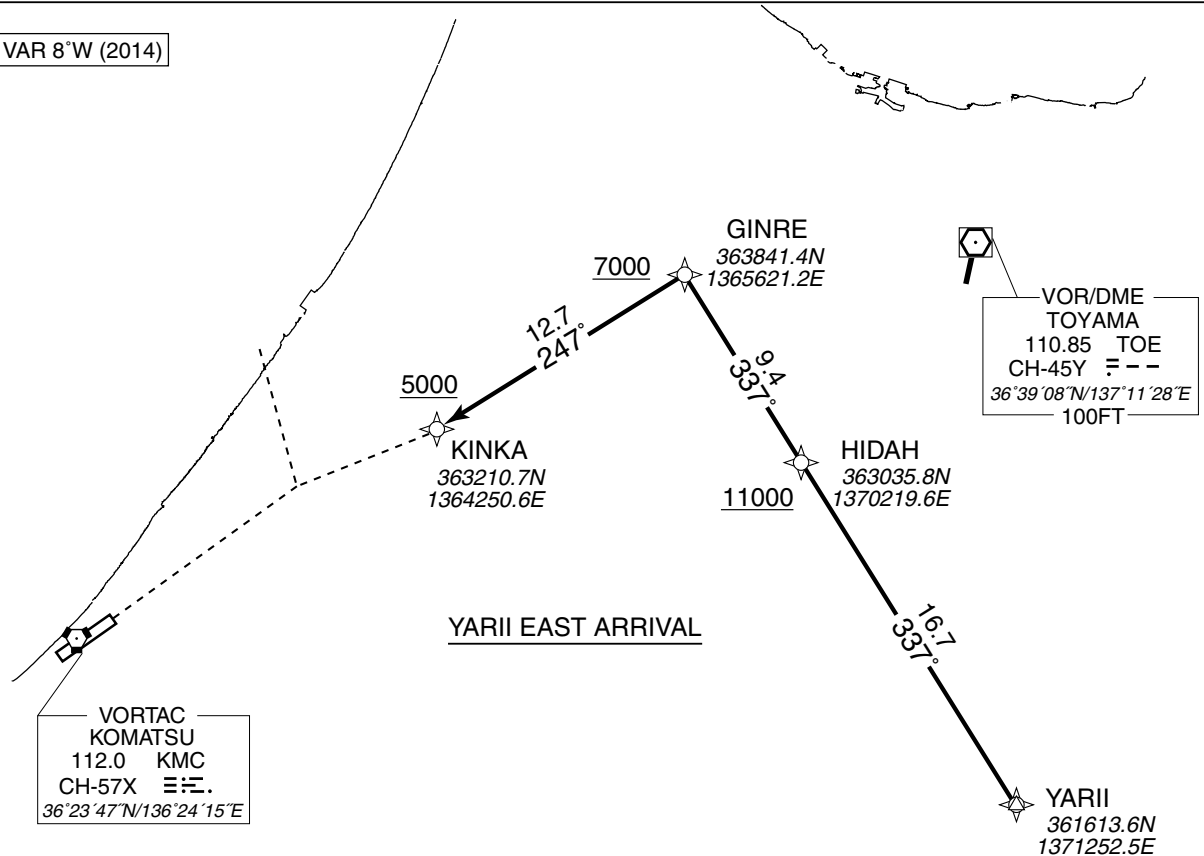 VAR 8°W (2014)
GINRE
363841.4N
1365621.2E
7000
12.7
247°
9.4
337°
VOR/DME
TOYAMA
110.85 TOE
CH-45Y
36°39´08˝N/137°11´28˝E
100FT
5000
KINKA
363210.7N
1364250.6E
HIDAH
363035.8N
1370219.6E
11000
YARII EAST ARRIVAL
16.7
337°
VORTAC
KOMATSU
112.0 KMC
CH-57X
36°23´47˝N/136°24´15˝E
YARII
361613.6N
1371252.5E